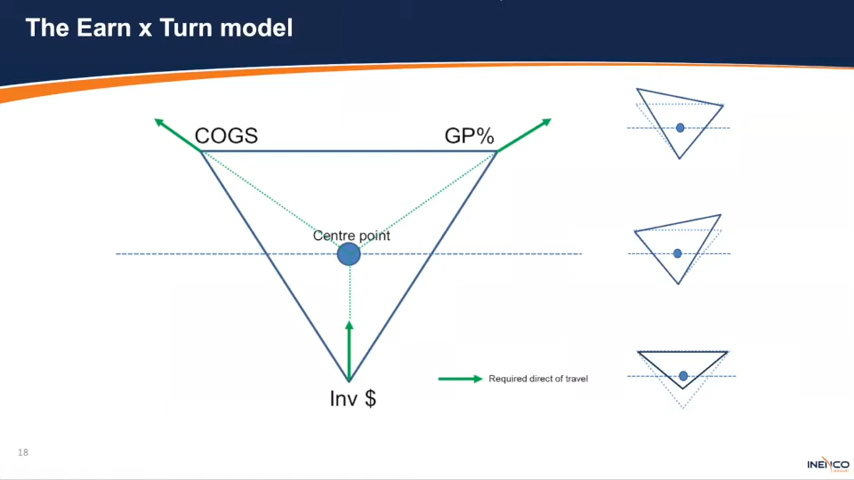 The Earn x Turn model
COGS
GP%
Centre point
Inv $
Required direct of travel
18
INENCO